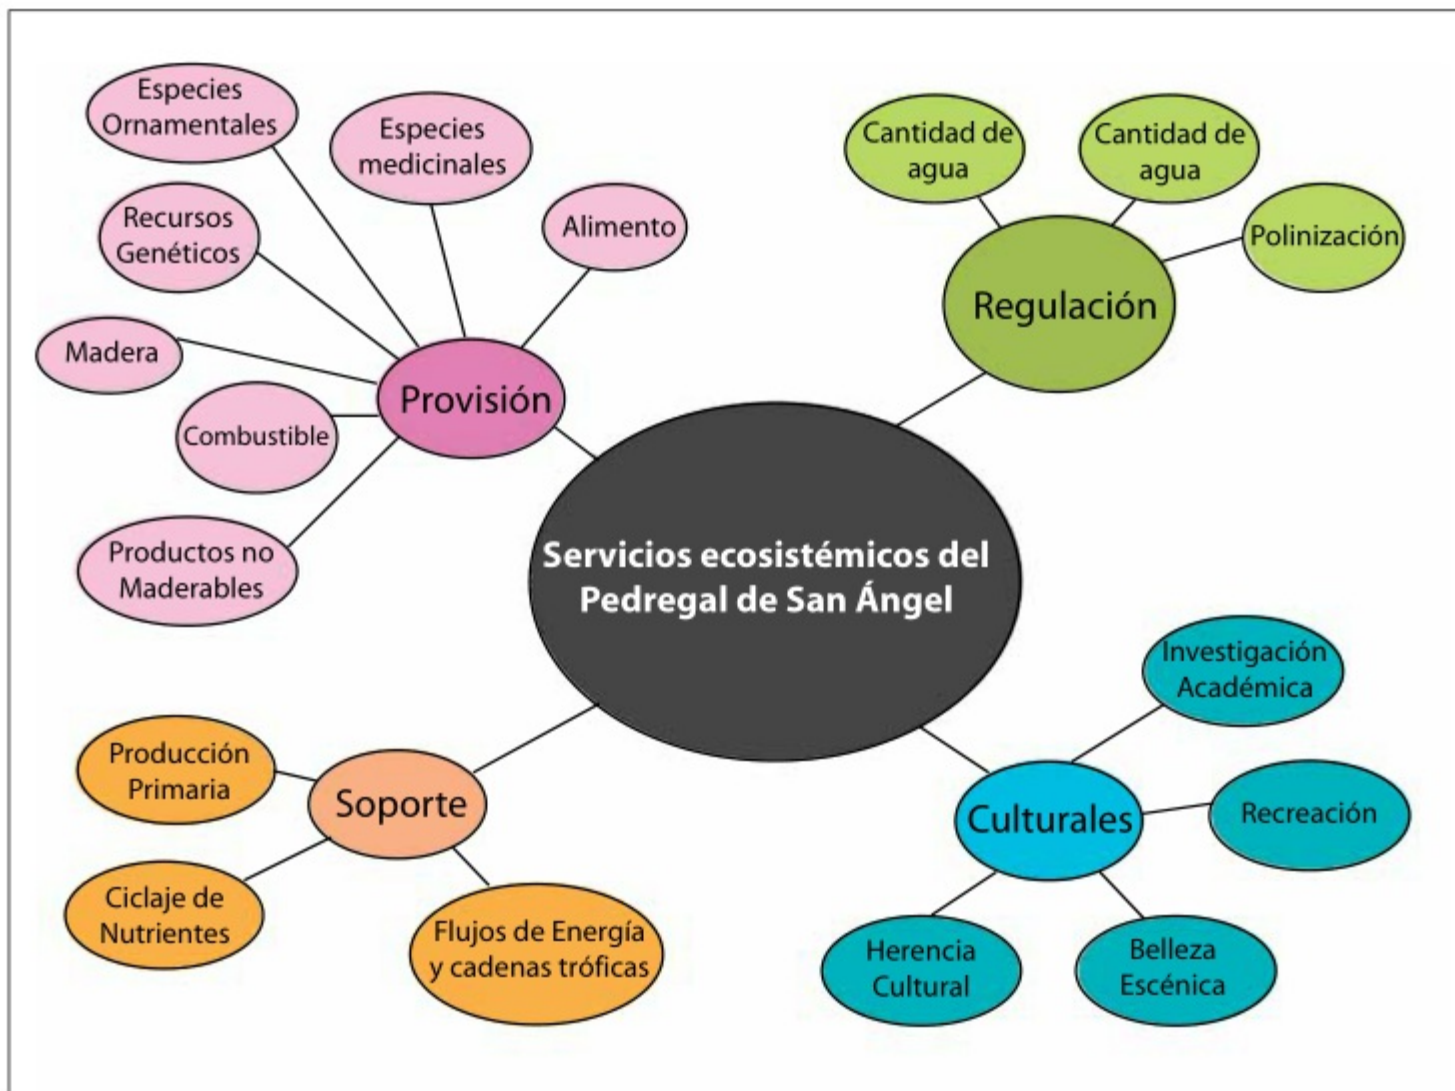 Especies
Ornamentales
Especies
medicinales
Alimento
Recursos
Genéticos
Madera
Combustible
Productos no
Maderables
Provisión
Cantidad de
agua
Cantidad de
agua
Polinización
Regulación
Servicios ecosistémicos del
Pedregal de San Ángel
Producción
Primaria
Soporte
Ciclaje de
Nutrientes
Flujos de Energía
y cadenas tróficas
Investigación
Académica
Culturales
Recreación
Herencia
Cultural
Belleza
Escénica